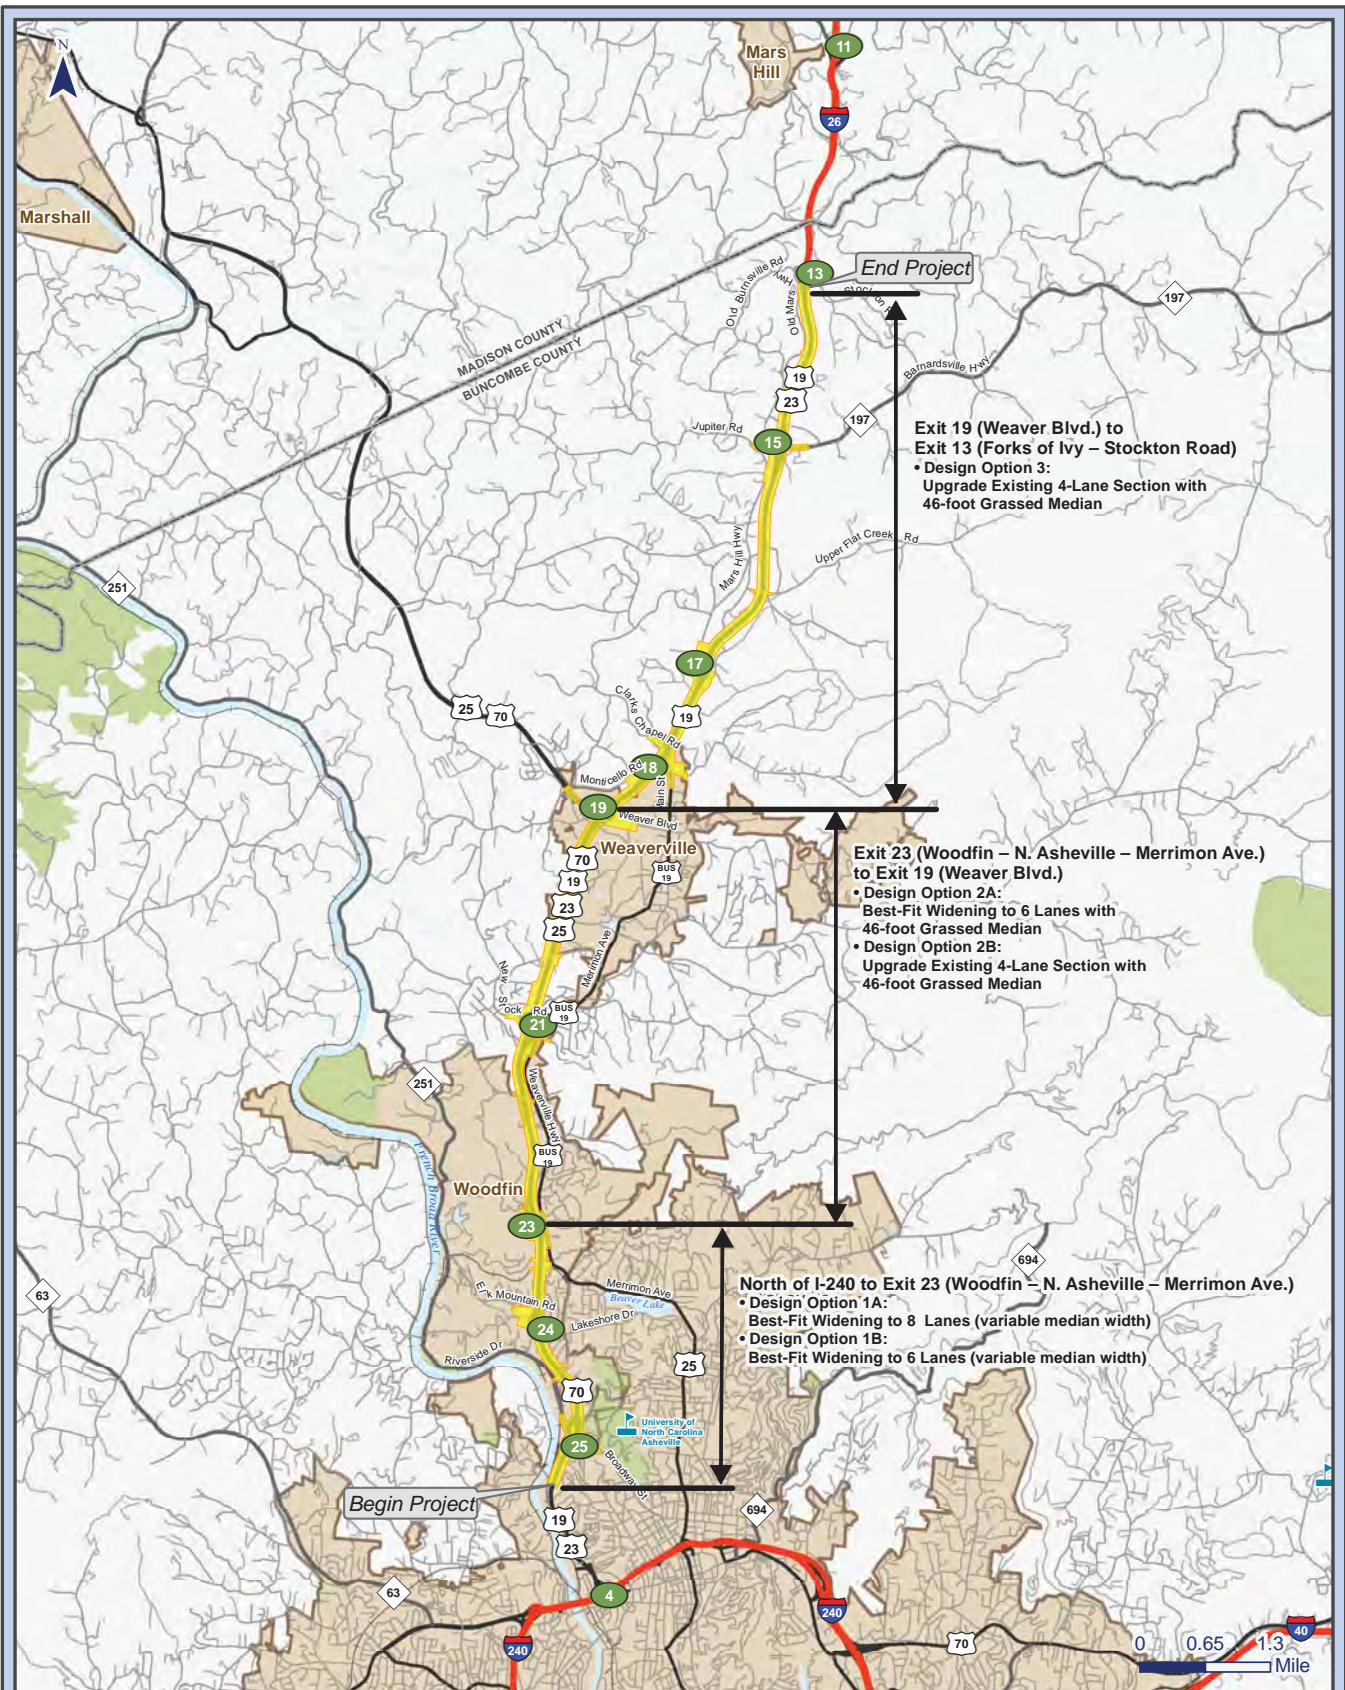 N
Mars
Hill
11
26
Marshall
13
End Project
Old Burnsville Rd
Old Mars
Hwy
MADISON COUNTY
BUNCOMBE COUNTY
197
19
23
Barnardsville Hwy
Jupiter Rd
15
197
Exit 19 (Weaver Blvd.) to
Exit 13 (Forks of Ivy – Stockton Road)
• Design Option 3:
Upgrade Existing 4-Lane Section with
46-foot Grassed Median
Mars Hill Hwy
Upper Flat Creek Rd
251
17
25
70
19
Clarks Chapel Rd
Monticello Rd
18
19
Weaver Blvd
Weaverville
70
19
23
25
BUS
19
Merrimon Ave
Exit 23 (Woodfin – N. Asheville – Merrimon Ave.)
to Exit 19 (Weaver Blvd.)
• Design Option 2A:
Best-Fit Widening to 6 Lanes with
46-foot Grassed Median
• Design Option 2B:
Upgrade Existing 4-Lane Section with
46-foot Grassed Median
New Stock Rd
21
BUS
19
251
Weaverville Hwy
BUS
19
French Broad River
Woodfin
23
694
63
Merrimon Ave
Beaver Lake
Elk Mountain Rd
24
Lakeshore Dr
North of I-240 to Exit 23 (Woodfin – N. Asheville – Merrimon Ave.)
• Design Option 1A:
Best-Fit Widening to 8 Lanes (variable median width)
• Design Option 1B:
Best-Fit Widening to 6 Lanes (variable median width)
Riverside Dr
25
70
University of
North Carolina
Asheville
25
Broadway St
Begin Project
19
23
694
4
63
240
240
70
40
0 0.65 1.3
Mile